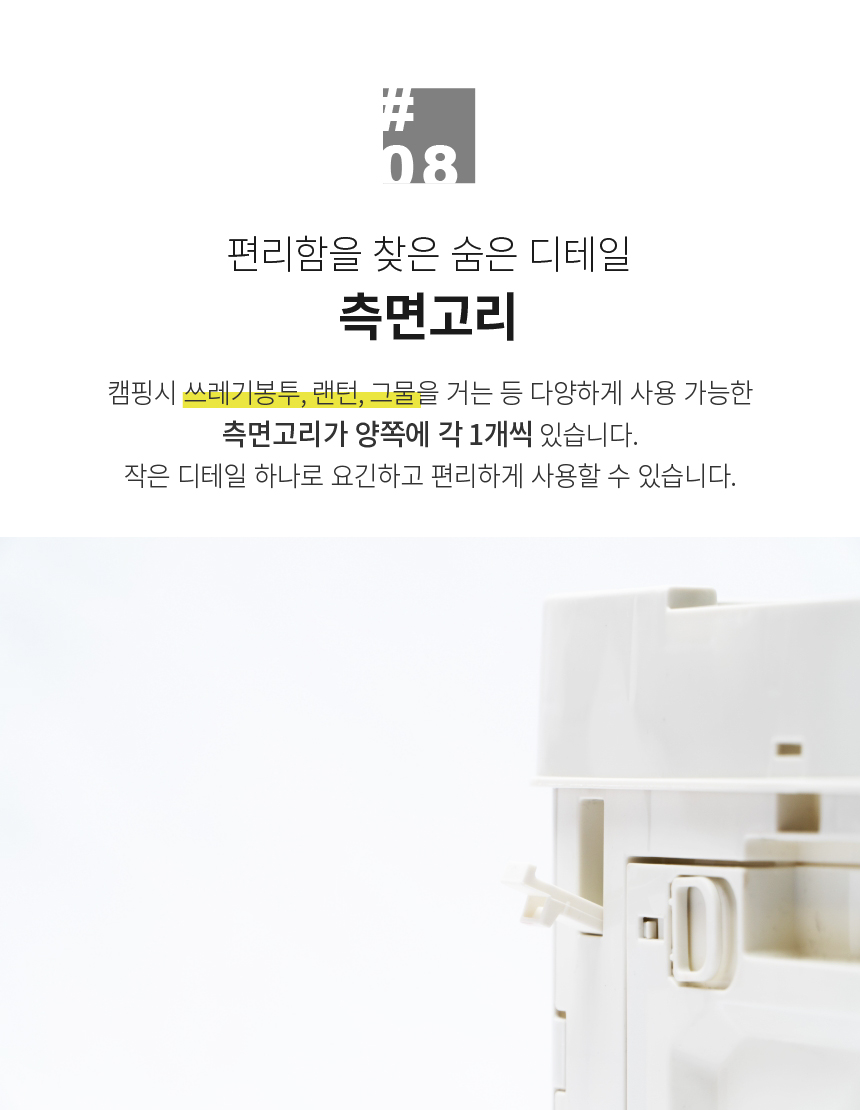 #
08
편리함을 찾은 숨은 디테일
측면고리
캠핑시 쓰레기봉투, 랜턴, 그물을 거는 등 다양하게 사용 가능한
측면고리가 양쪽에 각 1개씩 있습니다.
작은 디테일 하나로 요긴하고 편리하게 사용할 수 있습니다.